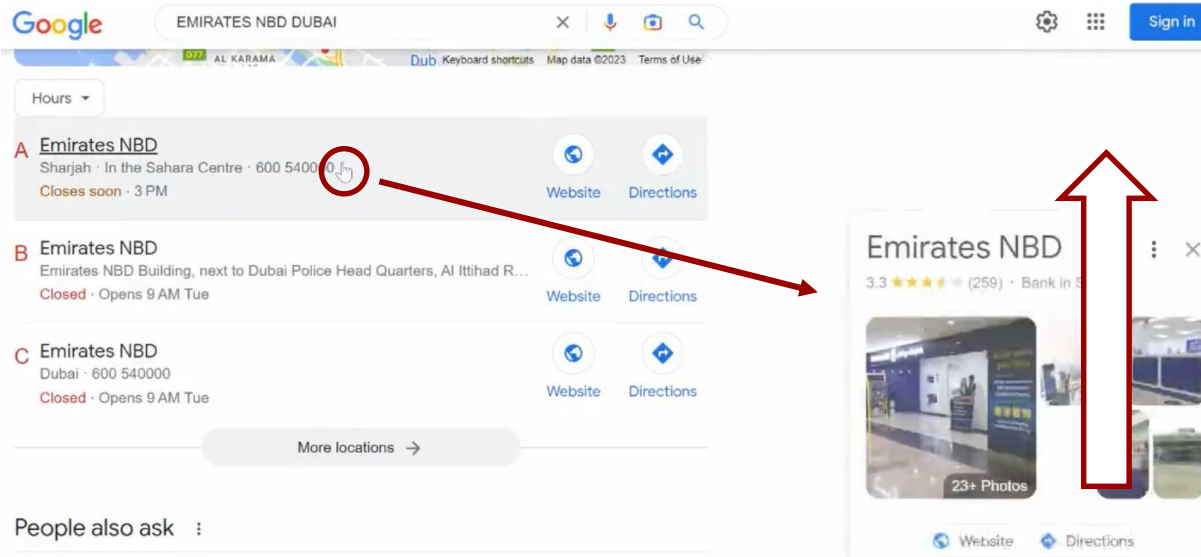 Google
EMIRATES NBD DUBAI
Sign in
D77
AL KARAMA
Dub
Keyboard shortcuts
Map data ©2023
Terms of Use
Hours
A Emirates NBD
Sharjah · In the Sahara Centre · 600 540000
Closes soon · 3 PM
Website
Directions
B Emirates NBD
Emirates NBD Building, next to Dubai Police Head Quarters, Al Ittihad R...
Closed · Opens 9 AM Tue
Website
Directions
C Emirates NBD
Dubai · 600 540000
Closed · Opens 9 AM Tue
Website
Directions
More locations →
People also ask
Emirates NBD
3.3 (259) · Bank in
23+ Photos
Website
Directions